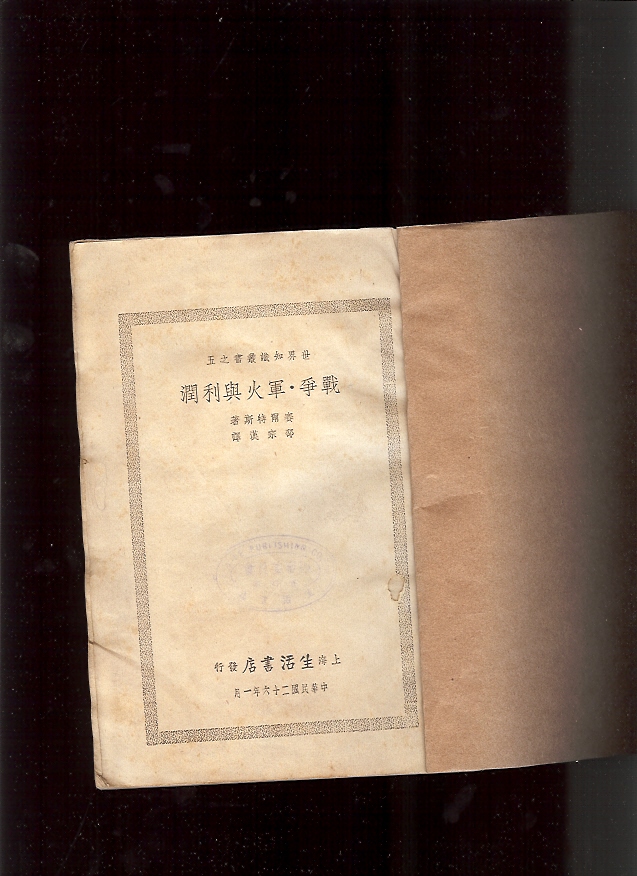 世界知識叢書之五
戰爭·軍火與利潤
爾特斯著
邵宗漢譯
上海生活書店發行
中華民國二十六年一月